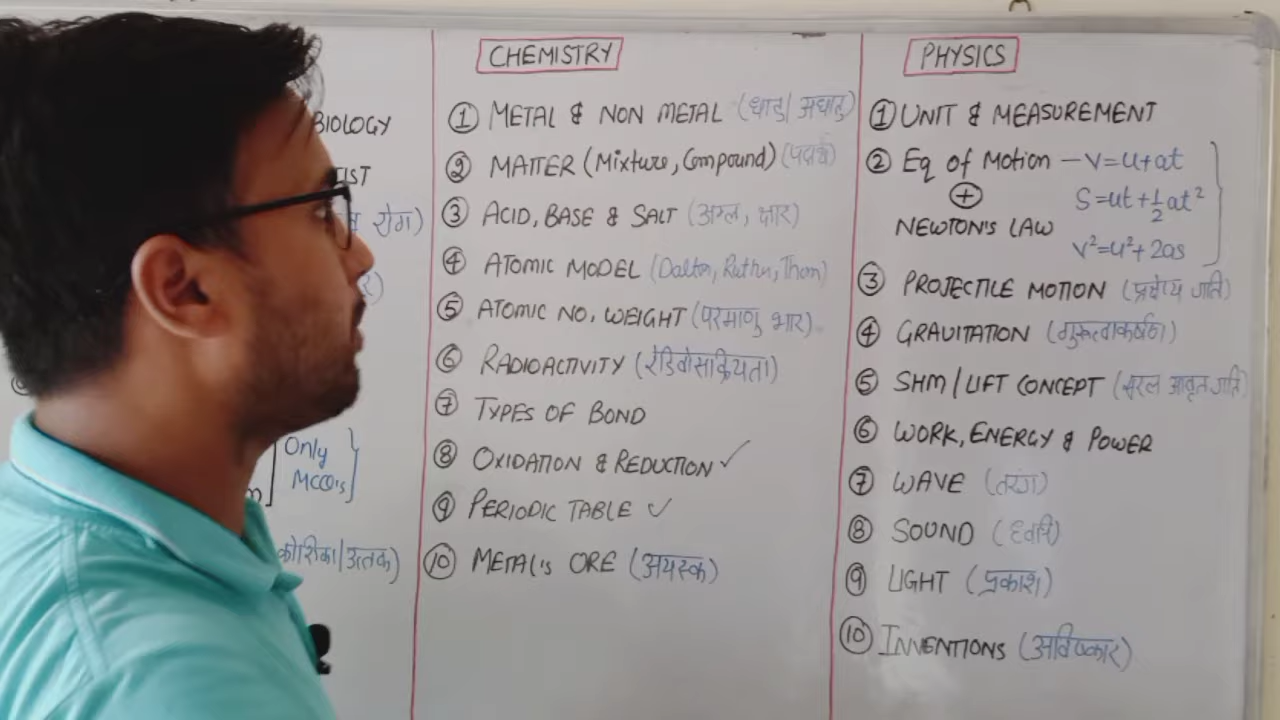 BIOLOGY
रोग)
Only
MCQ's
कोशिका/ऊतक)
CHEMISTRY
① METAL & NON METAL (धातु/अधातु)
② MATTER (Mixture, Compound) (पदार्थ)
③ ACID, BASE & SALT (अम्ल, क्षार)
④ ATOMIC MODEL (Dalton, Ruther, Thom)
⑤ ATOMIC NO, WEIGHT (परमाणु भार)
⑥ RADIOACTIVITY (रेडियोसक्रियता)
⑦ TYPES OF BOND
⑧ OXIDATION & REDUCTION ✓
⑨ PERIODIC TABLE ✓
⑩ METAL's ORE (अयस्क)
PHYSICS
① UNIT & MEASUREMENT
② Eq of Motion – V=u+at
+ S=ut+½at²
NEWTON'S LAW
V²=u²+2as
③ PROJECTILE MOTION (प्रक्षेप्य गति)
④ GRAVITATION (गुरुत्वाकर्षण)
⑤ SHM/LIFT CONCEPT (सरल आवृत गति)
⑥ WORK, ENERGY & POWER
⑦ WAVE (तरंग)
⑧ SOUND (ध्वनि)
⑨ LIGHT (प्रकाश)
⑩ INVENTIONS (अविष्कार)